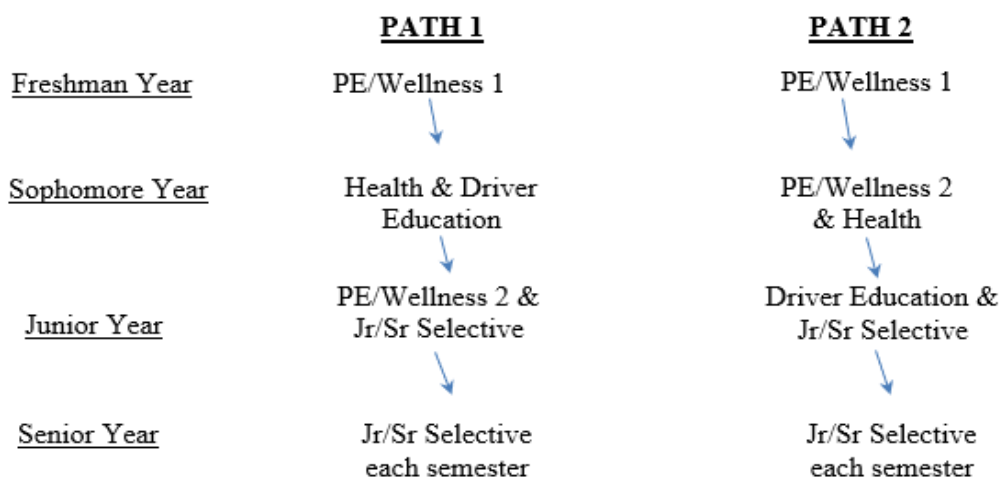 PATH 1 PATH 2
Freshman Year PE/Wellness 1 PE/Wellness 1
Sophomore Year Health & Driver PE/Wellness 2
Education & Health
PE/Wellness 2 & Driver Education &
Junior Year Jr/Sr Selective Jr/Sr Selective
Senior Year Jr/Sr Selective Jr/Sr Selective
each semester each semester